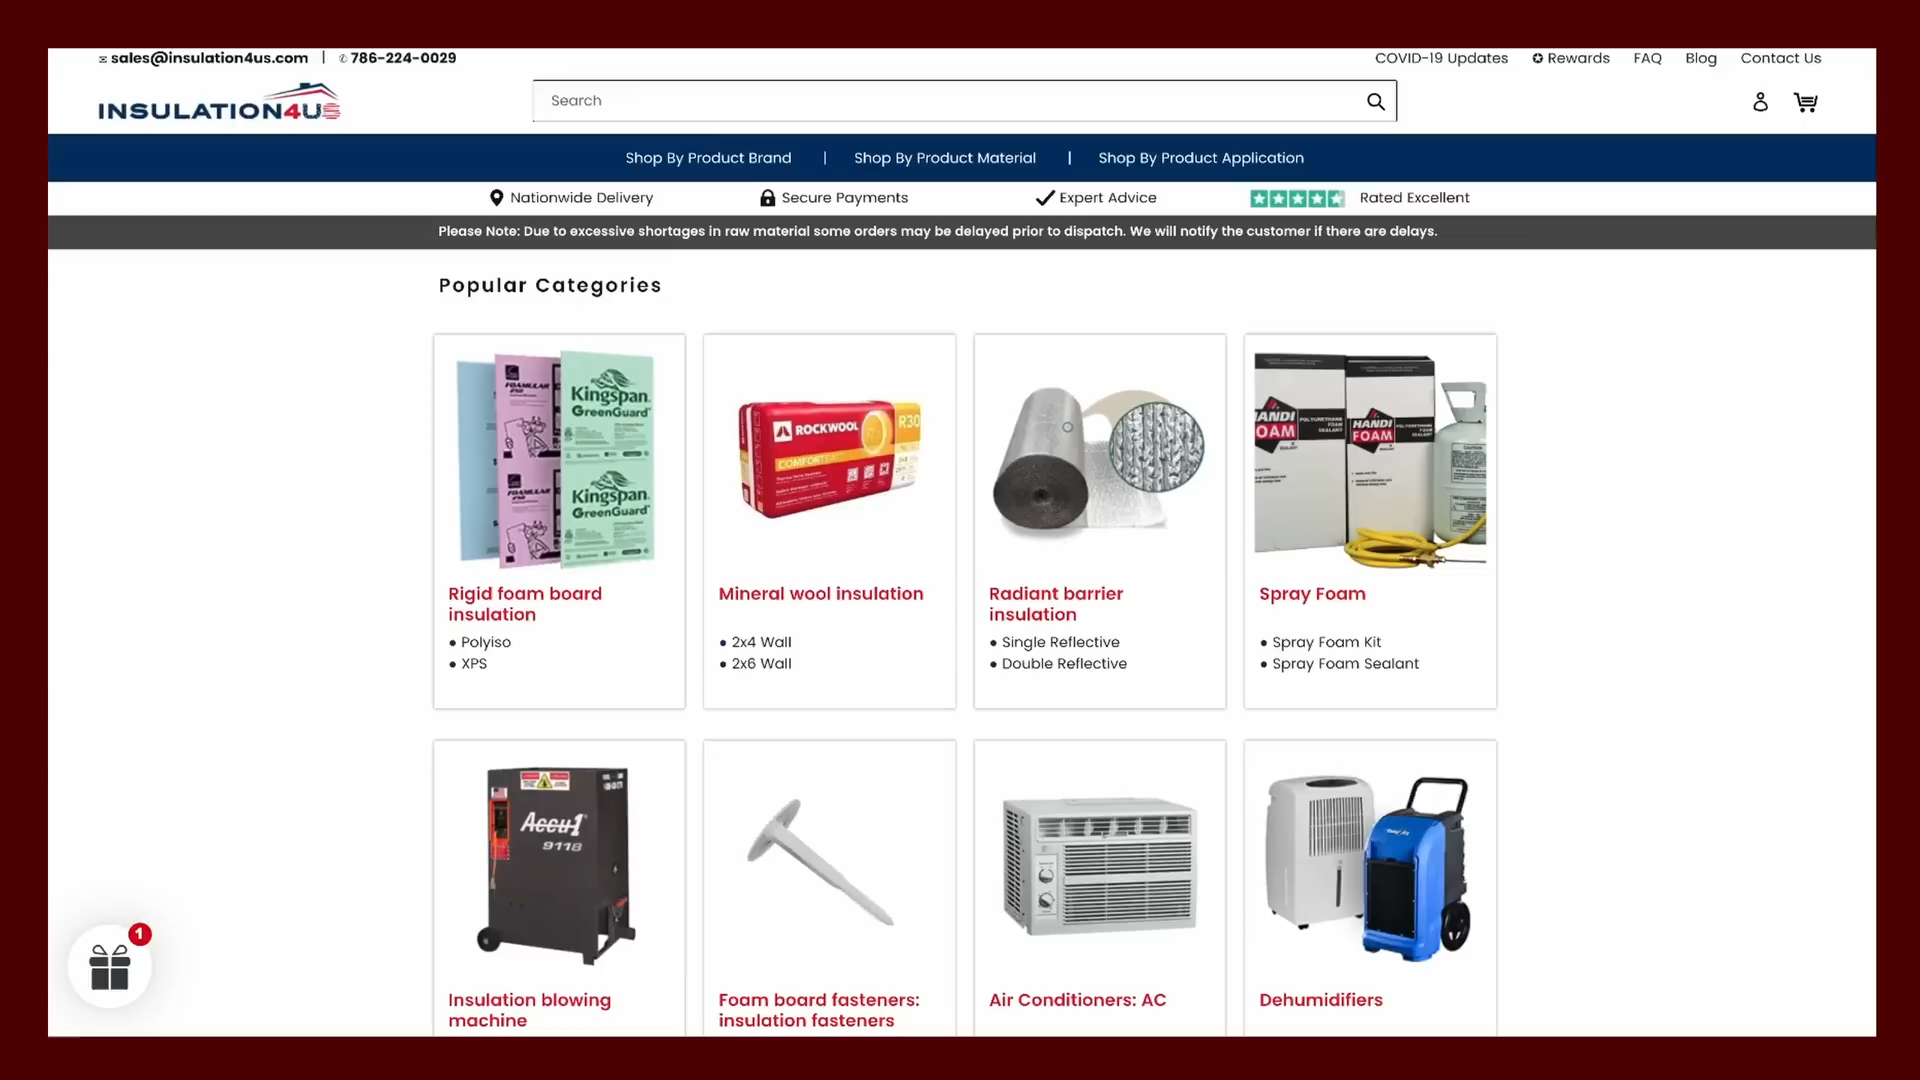 sales@insulation4us.com | 786-224-0029
COVID-19 Updates Rewards FAQ Blog Contact Us
INSULATION4US
Search
Shop By Product Brand | Shop By Product Material | Shop By Product Application
Nationwide Delivery Secure Payments Expert Advice Rated Excellent
Please Note: Due to excessive shortages in raw material some orders may be delayed prior to dispatch. We will notify the customer if there are delays.
Popular Categories
FOAMULAR
Kingspan
GreenGuard
Kingspan
GreenGuard
ROCKWOOL
R30
HANDI
FOAM
POLYURETHANE
FOAM
SEALANT
Rigid foam board
insulation
• Polyiso
• XPS
Mineral wool insulation
• 2x4 Wall
• 2x6 Wall
Radiant barrier
insulation
• Single Reflective
• Double Reflective
Spray Foam
• Spray Foam Kit
• Spray Foam Sealant
Accu1
9118
1
Insulation blowing
machine
Foam board fasteners:
insulation fasteners
Air Conditioners: AC
Dehumidifiers